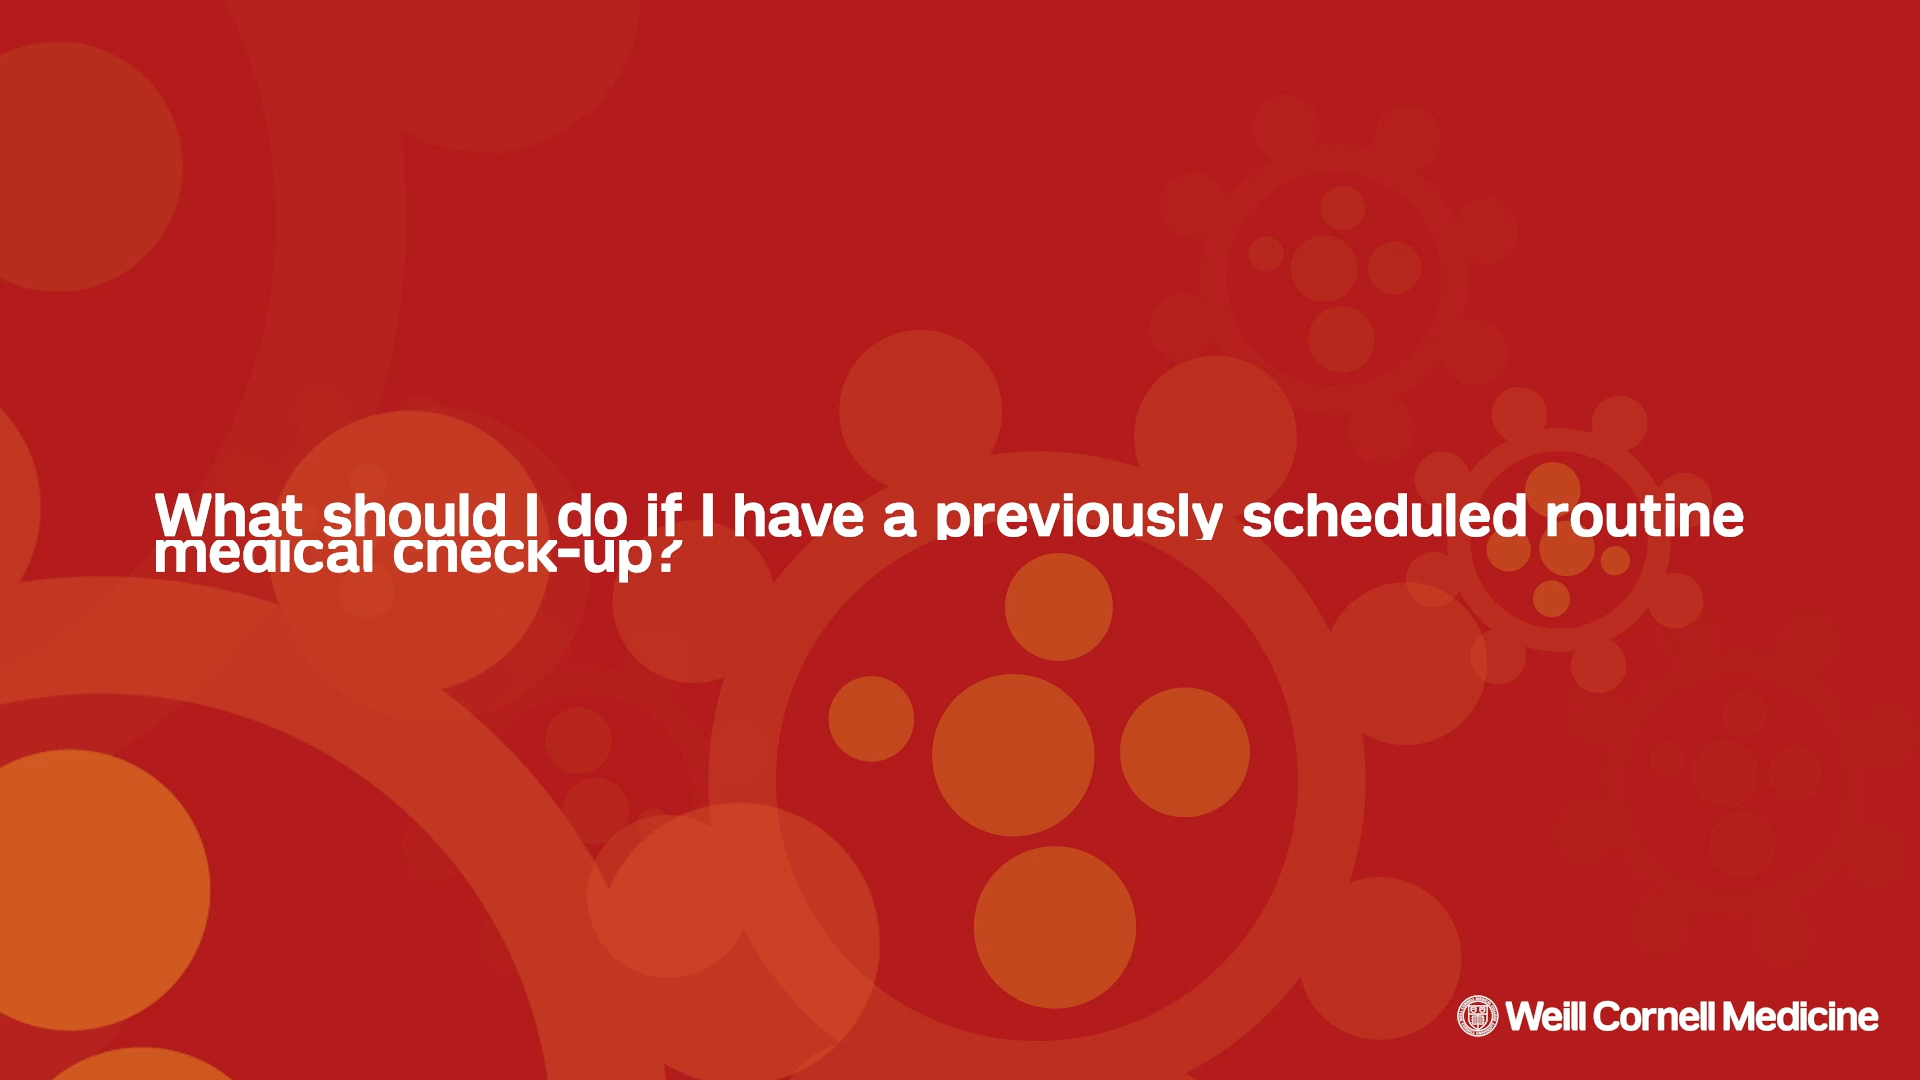 What should I do if I have a previously scheduled routine
medical check-up?
Weill Cornell Medicine